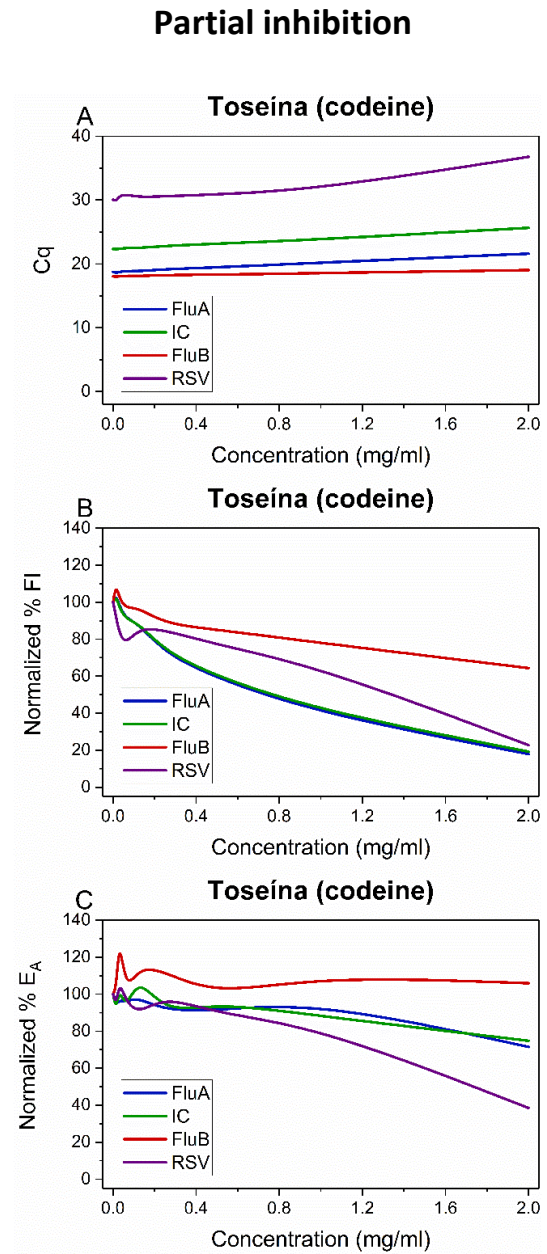 Partial inhibition
A
Toseína (codeine)
40
30
20
10
0
Cq
FluA
IC
FluB
RSV
0.0 0.4 0.8 1.2 1.6 2.0
Concentration (mg/ml)
B
Toseína (codeine)
140
120
100
80
60
40
20
0
Normalized % FI
FluA
IC
FluB
RSV
0.0 0.4 0.8 1.2 1.6 2.0
Concentration (mg/ml)
C
Toseína (codeine)
140
120
100
80
60
40
20
0
Normalized % EA
FluA
IC
FluB
RSV
0.0 0.4 0.8 1.2 1.6 2.0
Concentration (mg/ml)